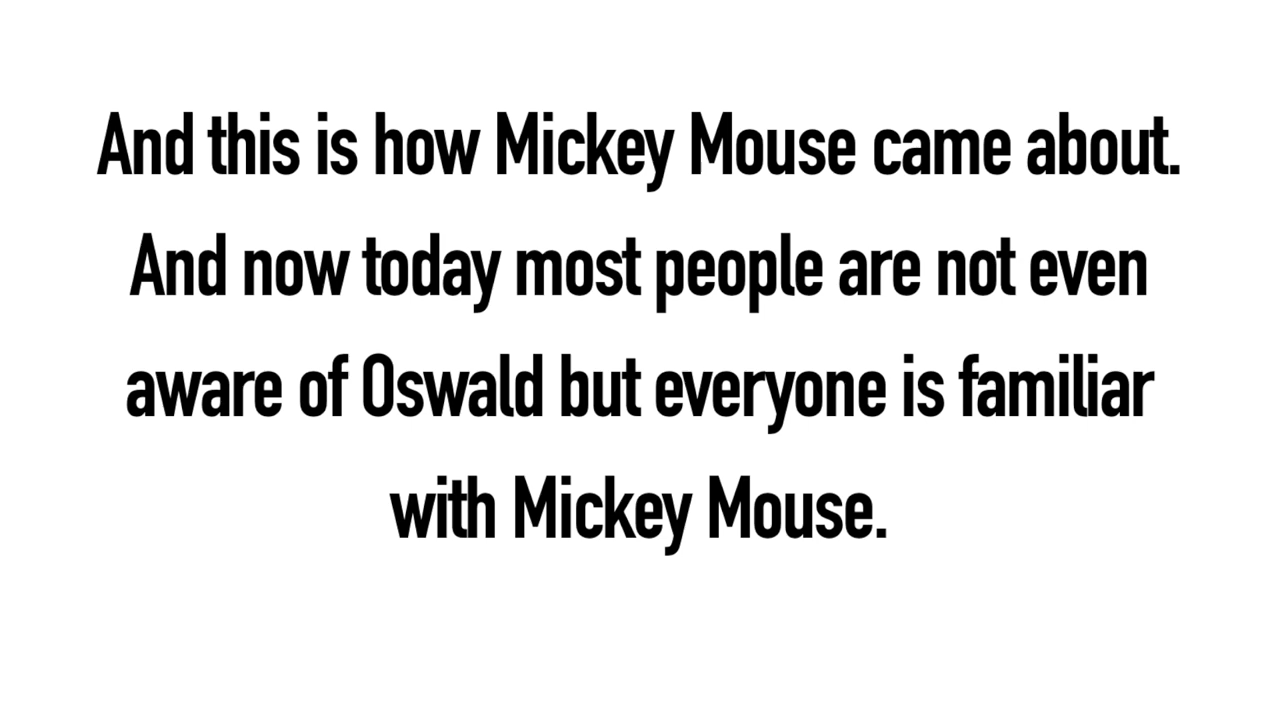 And this is how Mickey Mouse came about.
And now today most people are not even
aware of Oswald but everyone is familiar
with Mickey Mouse.